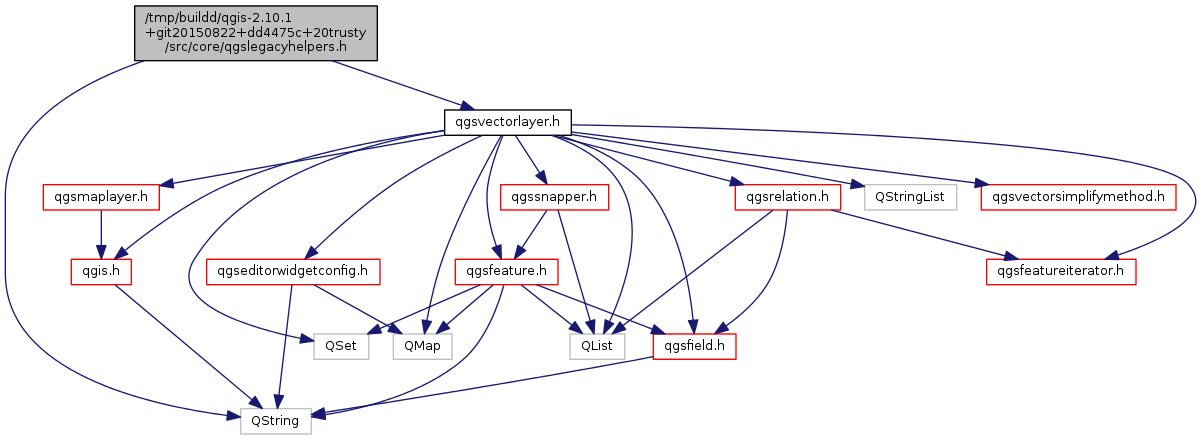 /tmp/buildd/qgis-2.10.1
+git20150822+dd4475c+20trusty
/src/core/qgslegacyhelpers.h
qgsvectorlayer.h
qgsmaplayer.h
qgssnapper.h
qgsrelation.h
QStringList
qgsvectorsimplifymethod.h
qgis.h
qgseditorwidgetconfig.h
qgsfeature.h
qgsfeatureiterator.h
QSet
QMap
QList
qgsfield.h
QString